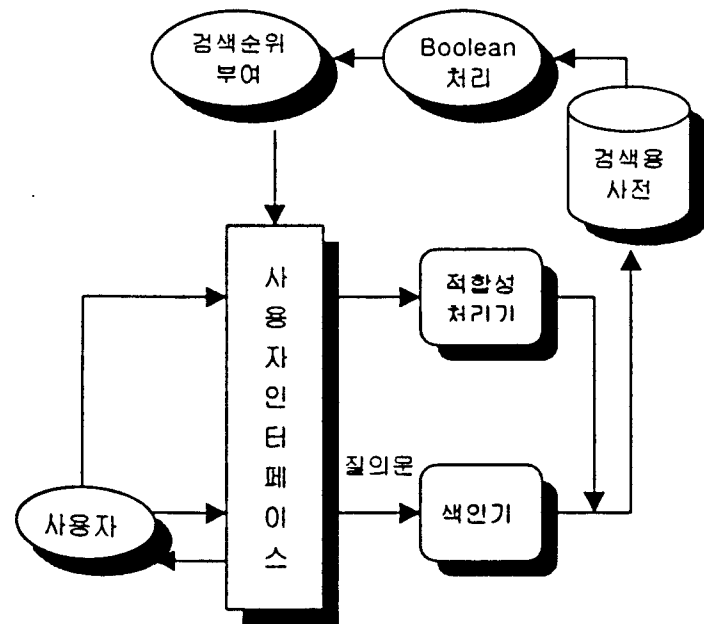 검색순위
부여
Boolean
처리
검색용
사전
사용자인터페이스
적합성
처리기
질의문
색인기
사용자